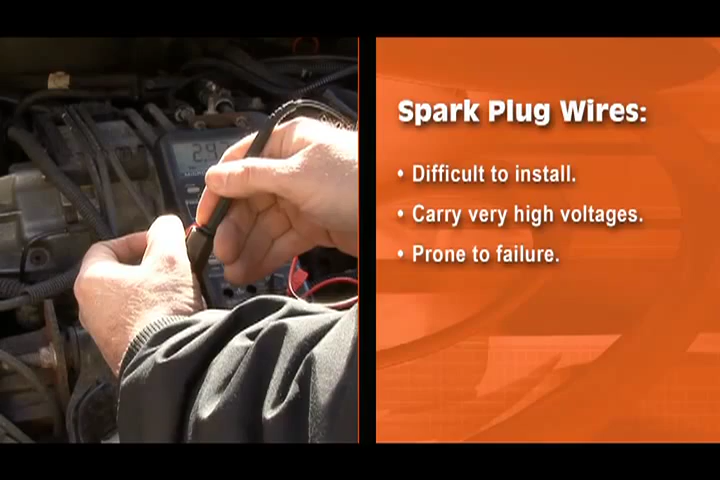 Spark Plug Wires:
• Difficult to install.
• Carry very high voltages.
• Prone to failure.